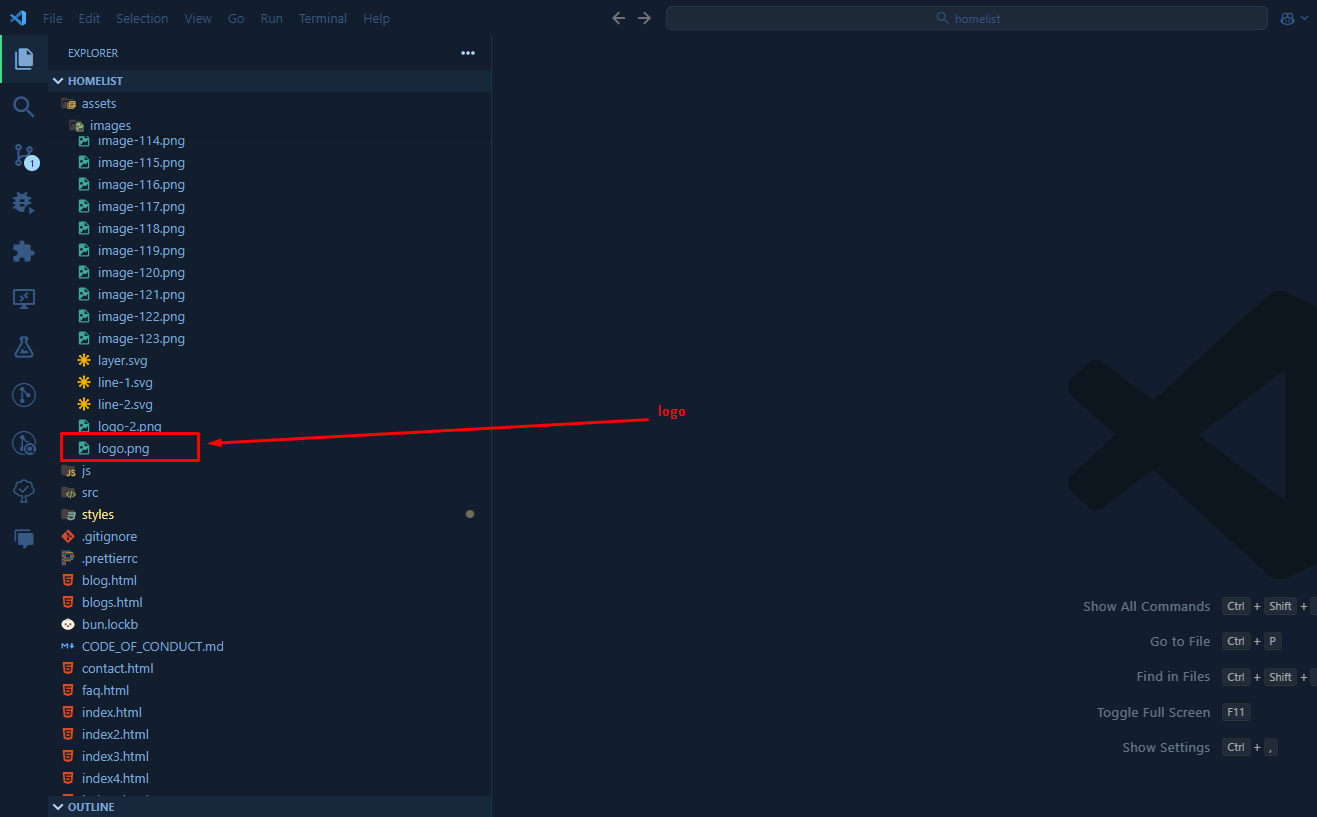 File Edit Selection View Go Run Terminal Help
homelist
EXPLORER
HOMELIST
assets
images
image-114.png
image-115.png
image-116.png
image-117.png
image-118.png
image-119.png
image-120.png
image-121.png
image-122.png
image-123.png
layer.svg
line-1.svg
line-2.svg
logo-2.png
logo.png
logo
js
src
styles
.gitignore
.prettierrc
blog.html
blogs.html
bun.lockb
CODE_OF_CONDUCT.md
contact.html
faq.html
index.html
index2.html
index3.html
index4.html
OUTLINE
1
Show All Commands Ctrl + Shift +
Go to File Ctrl + P
Find in Files Ctrl + Shift +
Toggle Full Screen F11
Show Settings Ctrl + ,